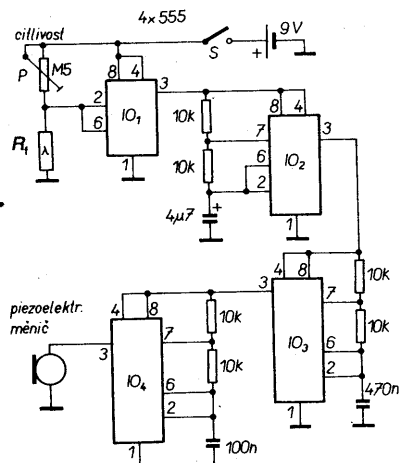 citlivost
4x555
9V
P
M5
S
+
8
4
3
2
6
IO1
Rf
λ
1
10k
8
4
3
7
6
2
10k
IO2
4μ7
+
1
4
8
3
10k
7
10k
6
2
IO3
470n
1
piezoelektr.
měnič
4
8
3
7
10k
10k
6
2
IO4
1
100n